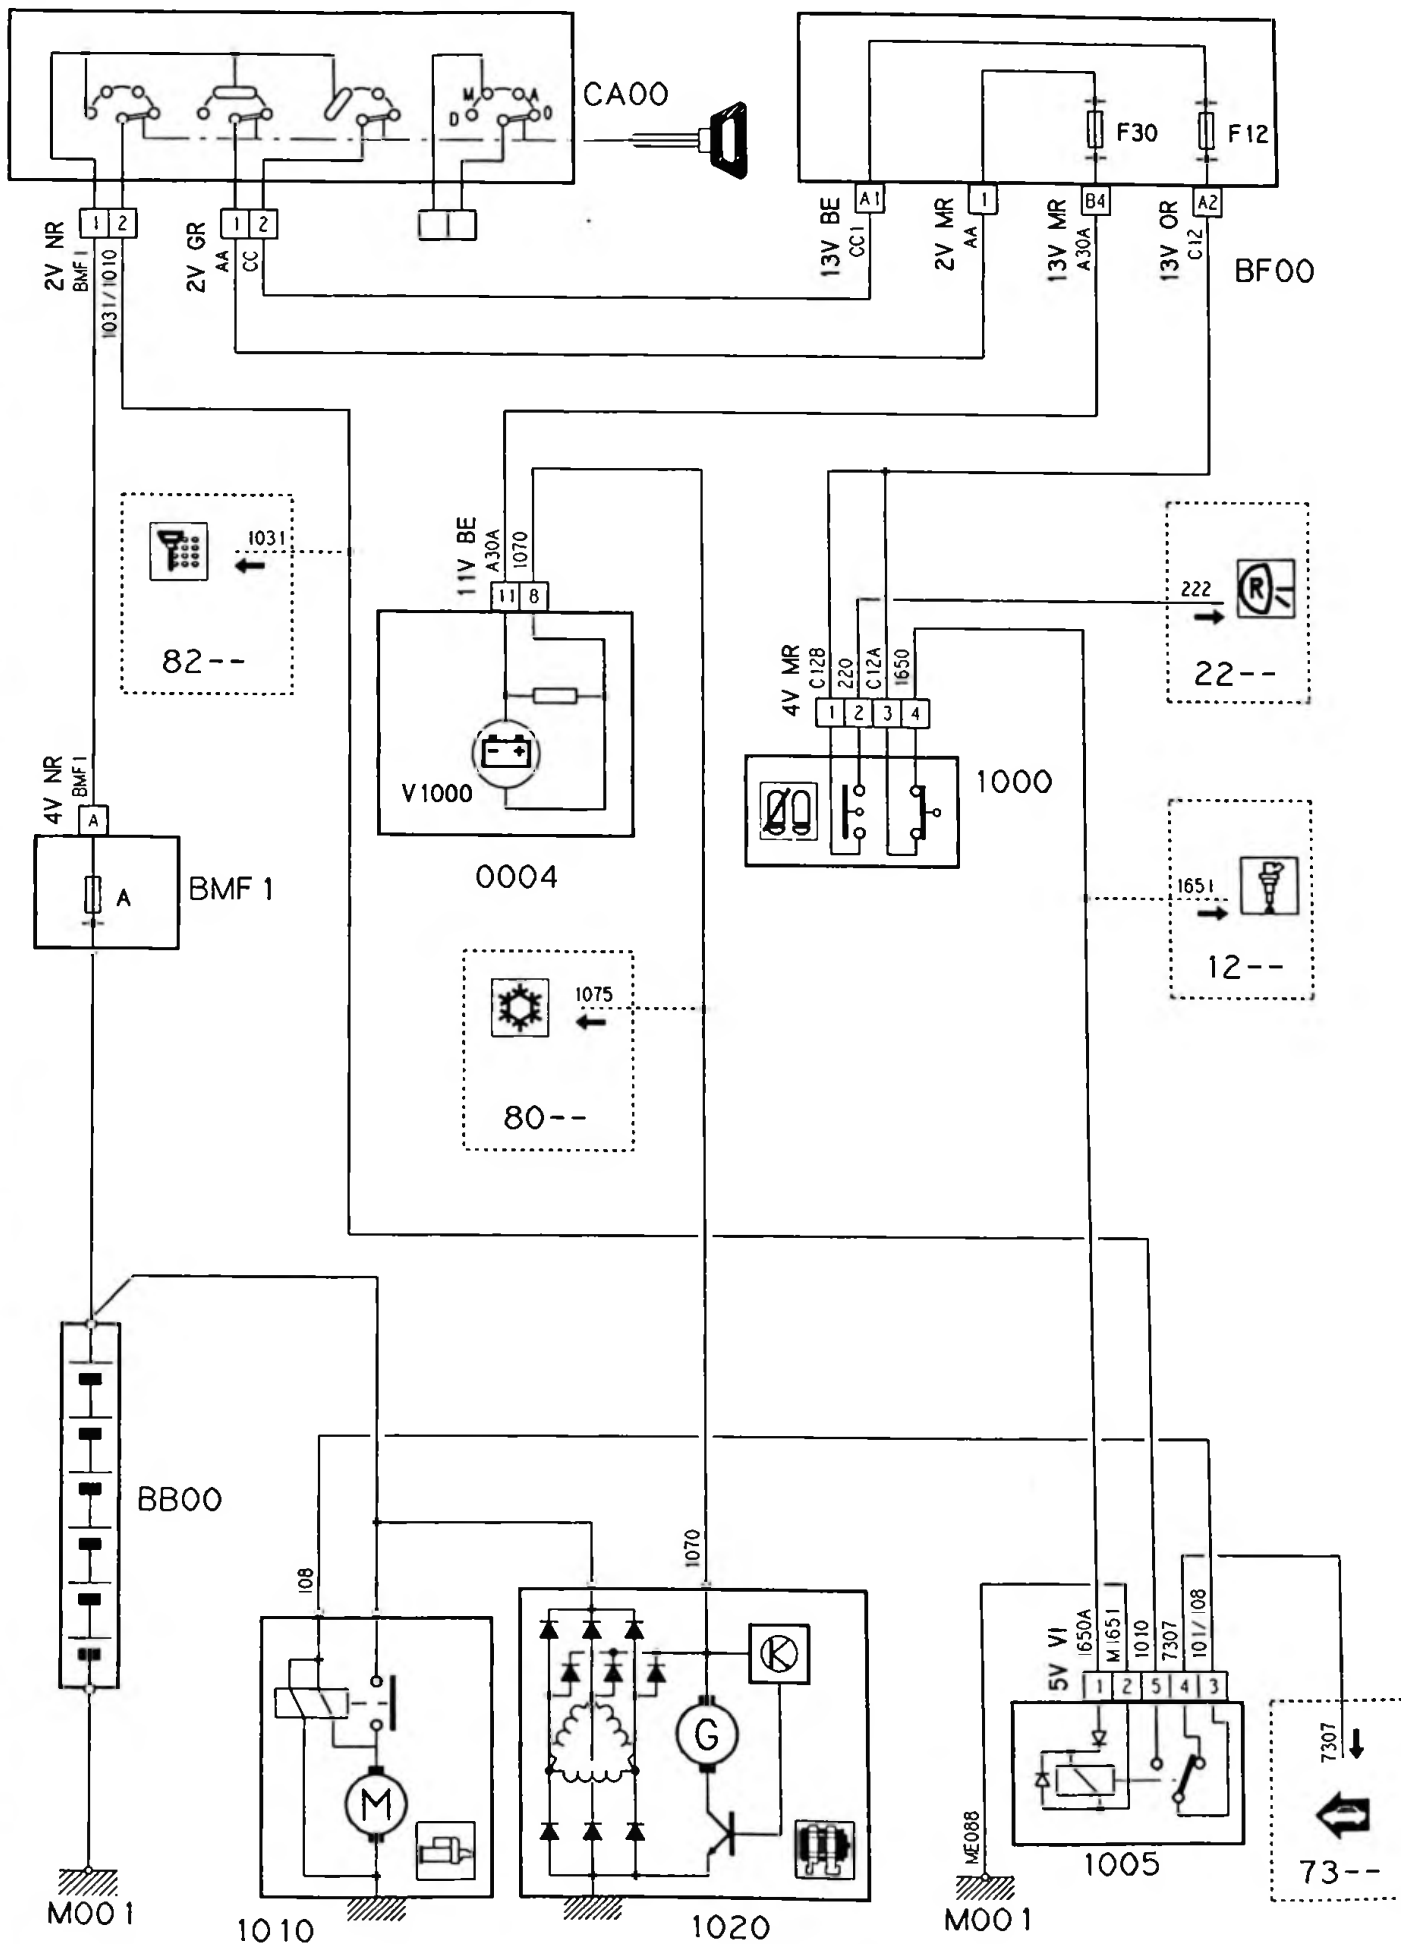 CA00
M A
D O
F30 F12
1 2
1 2
A1 1 B4 A2
2V NR
BMF1
1031/1010
2V GR
AA
CC
13V BE
CC1
2V MR
AA
13V MR
A30A
13V OR
C12
BF00
1031
82--
11V BE
A30A
1070
11 8
V1000
0004
4V MR
C12B
220
C12A
1650
1 2 3 4
1000
222
R
22--
1651
12--
4V NR
BMF1
A
A
BMF1
1075
80--
BB00
108
1070
M
G
K
5V VI
1650A
M1651
1010
7307
101/108
1 2 5 4 3
7307
73--
ME088
M001
1010
1020
M001
1005